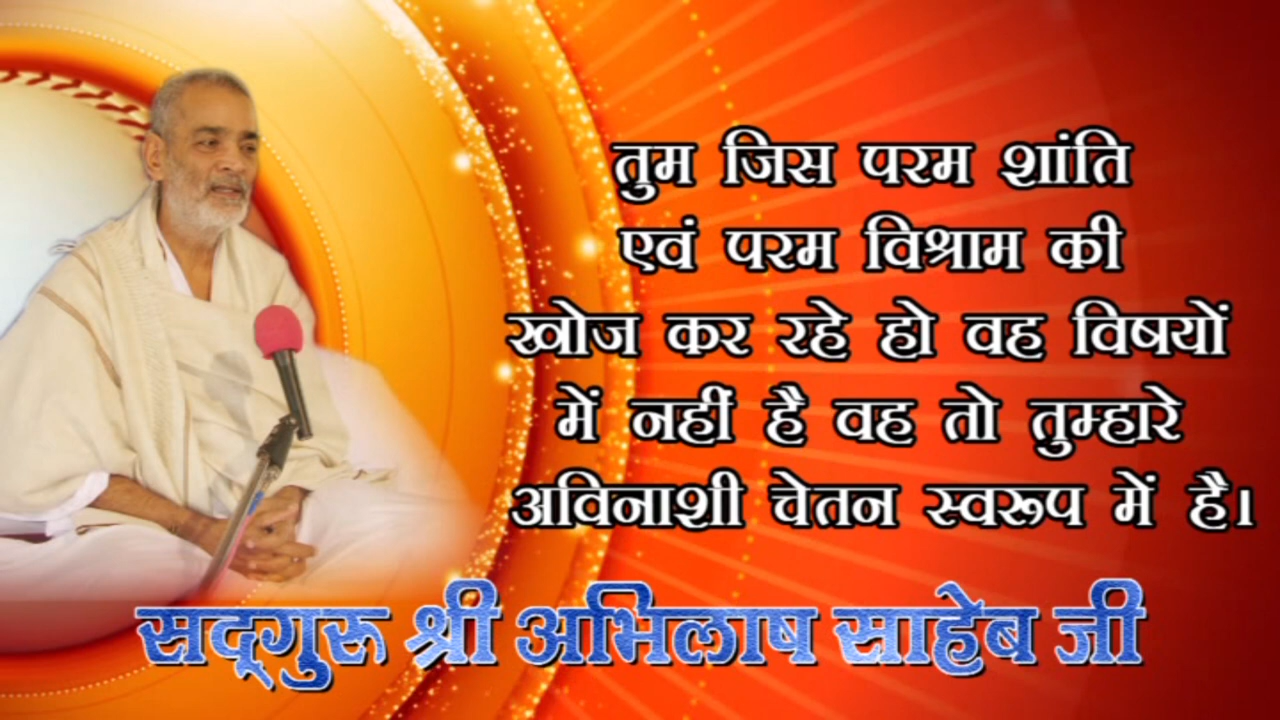 तुम जिस परम शांति
एवं परम विश्राम की
खोज कर रहे हो वह विषयों
में नहीं है वह तो तुम्हारे
अविनाशी चेतन स्वरूप में है।
सद्गुरू श्री अभिलाष साहेब जी